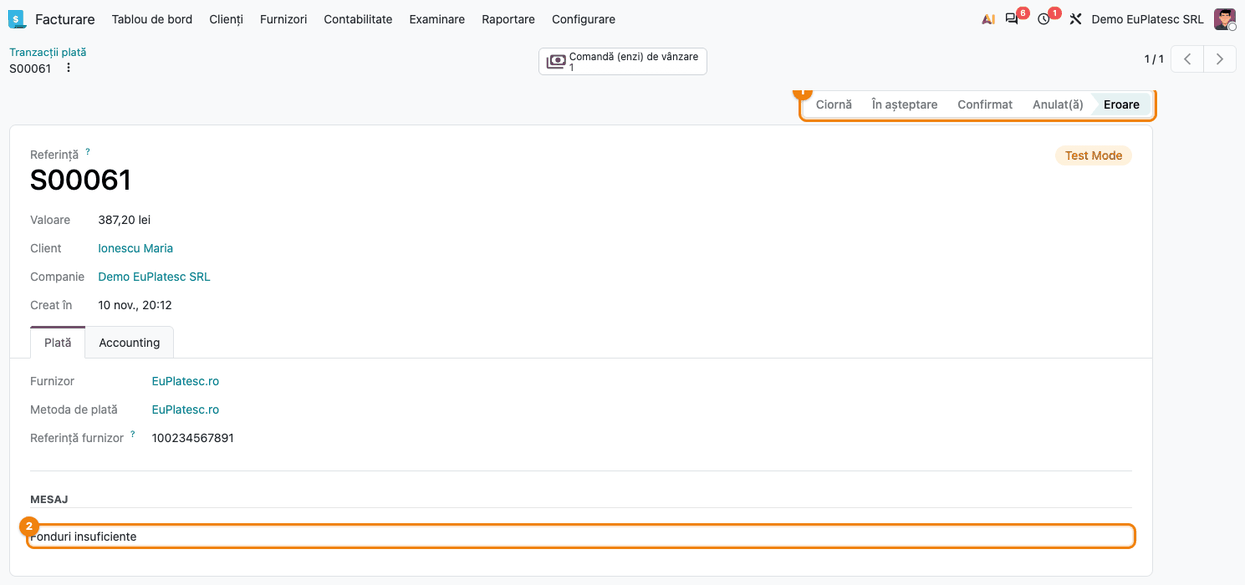 $ Facturare Tablou de bord Clienți Furnizori Contabilitate Examinare Raportare Configurare AI 6 1 Demo EuPlatesc SRL
Tranzacții plată
S00061
Comandă (enzi) de vânzare
1
1 / 1
1
Ciornă În așteptare Confirmat Anulat(ă) Eroare
Referință ?
Test Mode
S00061
Valoare 387,20 lei
Client Ionescu Maria
Companie Demo EuPlatesc SRL
Creat în 10 nov., 20:12
Plată Accounting
Furnizor EuPlatesc.ro
Metoda de plată EuPlatesc.ro
Referință furnizor ? 100234567891
MESAJ
2
Fonduri insuficiente